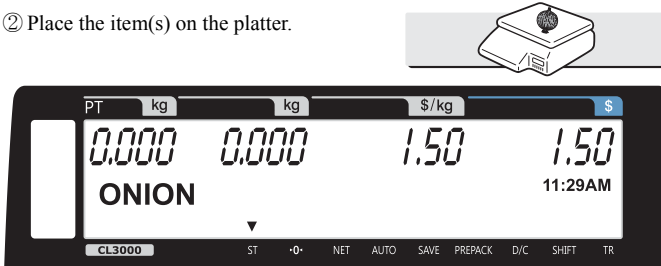 ② Place the item(s) on the platter.
PT kg kg $/kg $
0.000 0.000 1.50 1.50
ONION 11:29AM
▼
CL3000 ST ·0· NET AUTO SAVE PREPACK D/C SHIFT TR